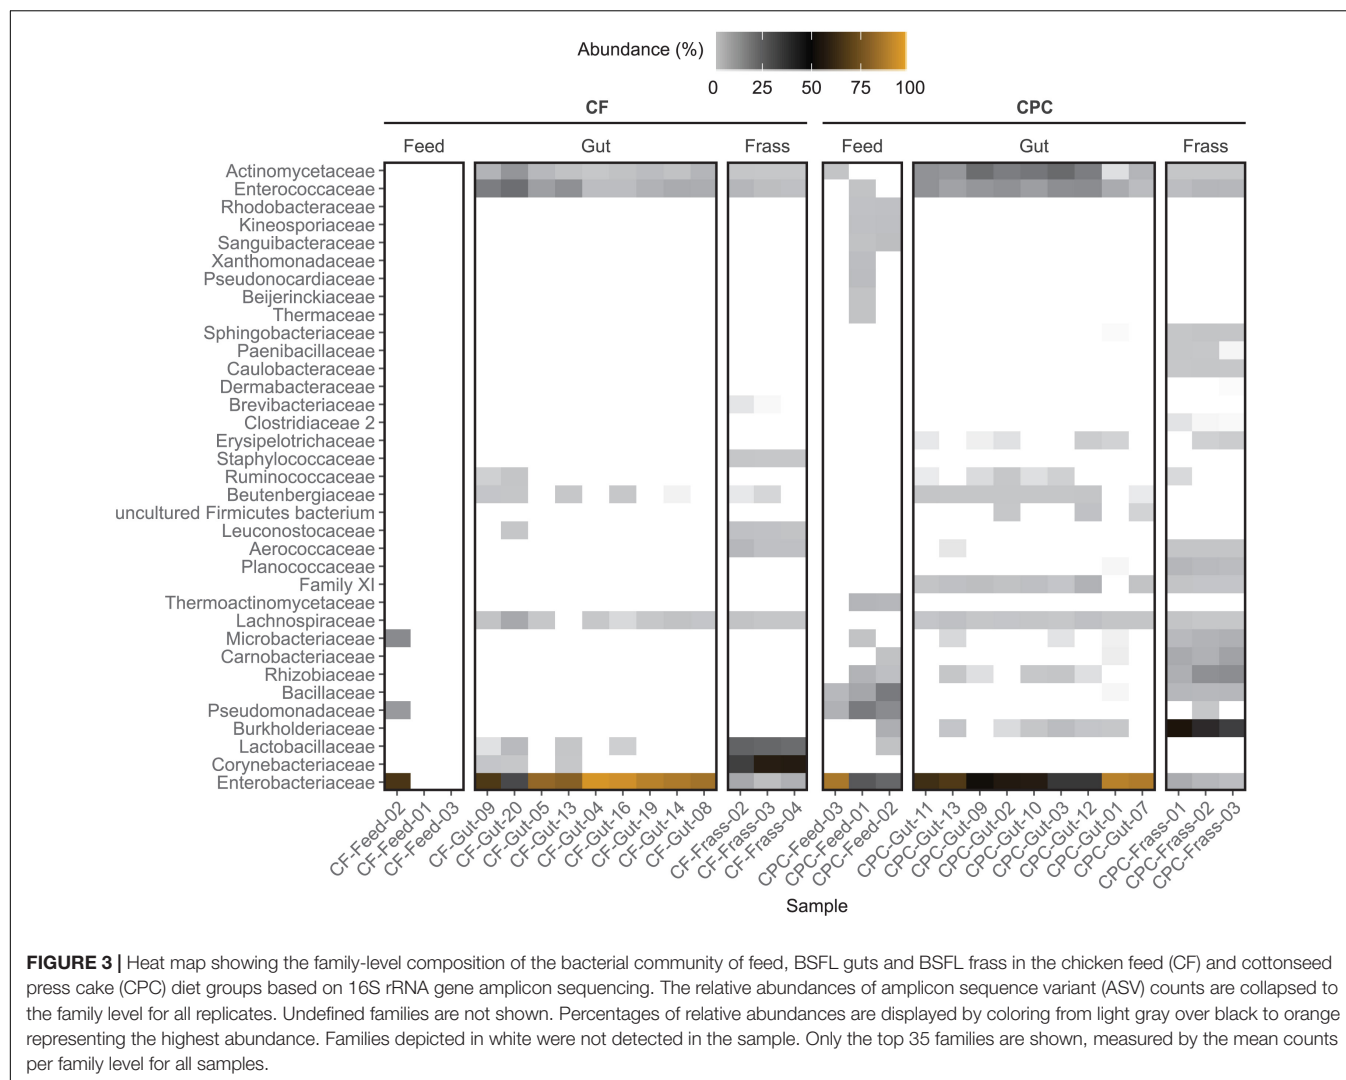 Abundance (%)
0 25 50 75 100
CF CPC
Feed Gut Frass Feed Gut Frass
Actinomycetaceae
Enterococcaceae
Rhodobacteraceae
Kineosporiaceae
Sanguibacteraceae
Xanthomonadaceae
Pseudonocardiaceae
Beijerinckiaceae
Thermaceae
Sphingobacteriaceae
Paenibacillaceae
Caulobacteraceae
Dermabacteraceae
Brevibacteriaceae
Clostridiaceae 2
Erysipelotrichaceae
Staphylococcaceae
Ruminococcaceae
Beutenbergiaceae
uncultured Firmicutes bacterium
Leuconostocaceae
Aerococcaceae
Planococcaceae
Family XI
Thermoactinomycetaceae
Lachnospiraceae
Microbacteriaceae
Carnobacteriaceae
Rhizobiaceae
Bacillaceae
Pseudomonadaceae
Burkholderiaceae
Lactobacillaceae
Corynebacteriaceae
Enterobacteriaceae
CF-Feed-02
CF-Feed-01
CF-Feed-03
CF-Gut-09
CF-Gut-20
CF-Gut-05
CF-Gut-13
CF-Gut-04
CF-Gut-16
CF-Gut-19
CF-Gut-14
CF-Gut-08
CF-Frass-02
CF-Frass-03
CF-Frass-04
CPC-Feed-03
CPC-Feed-01
CPC-Feed-02
CPC-Gut-11
CPC-Gut-13
CPC-Gut-09
CPC-Gut-02
CPC-Gut-10
CPC-Gut-03
CPC-Gut-12
CPC-Gut-01
CPC-Gut-07
CPC-Frass-01
CPC-Frass-02
CPC-Frass-03
Sample
FIGURE 3 | Heat map showing the family-level composition of the bacterial community of feed, BSFL guts and BSFL frass in the chicken feed (CF) and cottonseed
press cake (CPC) diet groups based on 16S rRNA gene amplicon sequencing. The relative abundances of amplicon sequence variant (ASV) counts are collapsed to
the family level for all replicates. Undefined families are not shown. Percentages of relative abundances are displayed by coloring from light gray over black to orange
representing the highest abundance. Families depicted in white were not detected in the sample. Only the top 35 families are shown, measured by the mean counts
per family level for all samples.